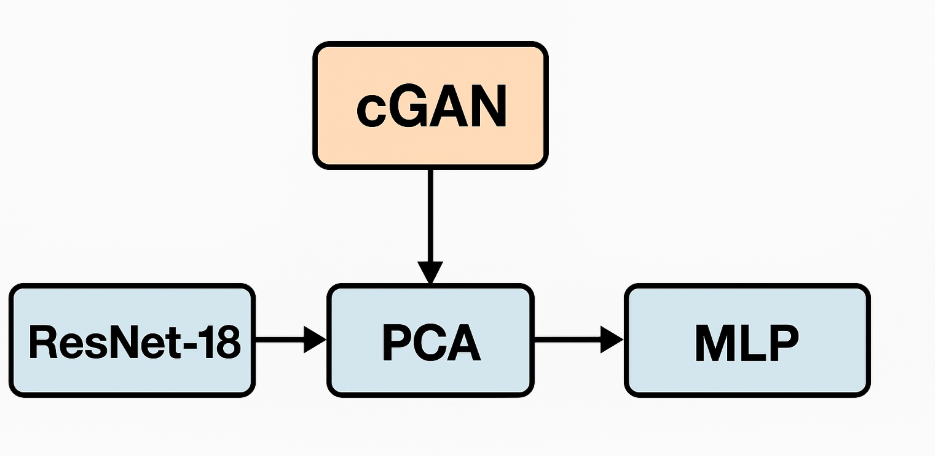 cGAN
ResNet-18
PCA
MLP